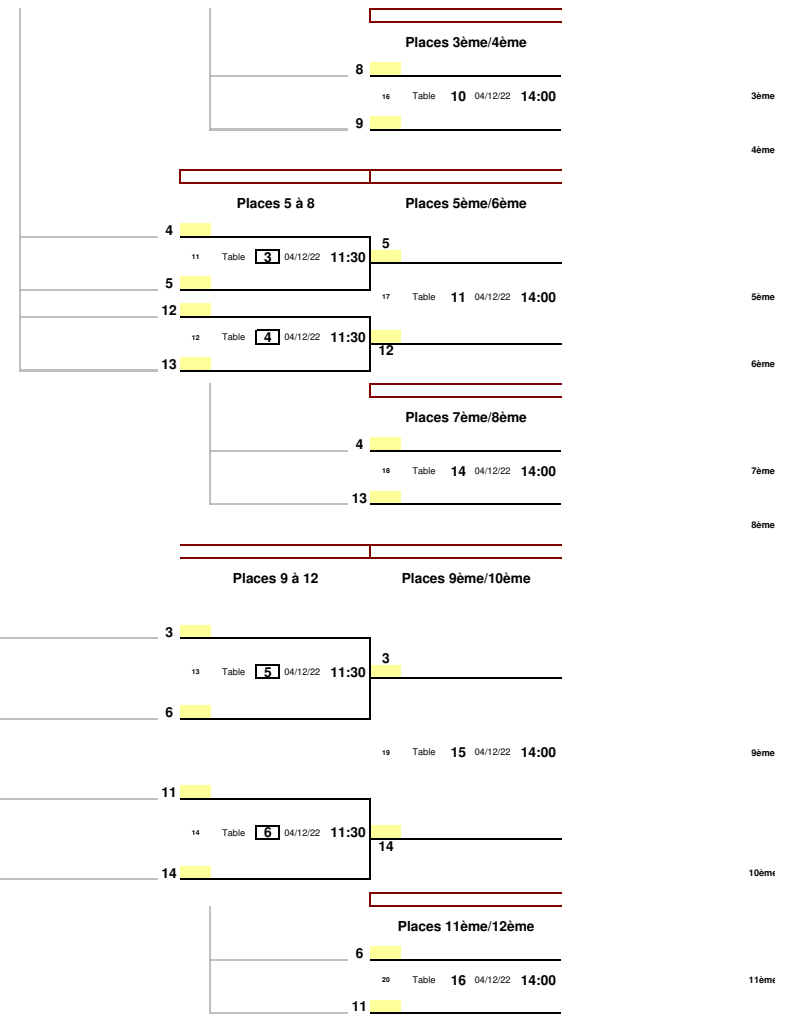 Places 3ème/4ème
8
16 Table 10 04/12/22 14:00 3ème
9
4ème
Places 5 à 8 Places 5ème/6ème
4
5
11 Table 3 04/12/22 11:30
5
17 Table 11 04/12/22 14:00 5ème
12
12 Table 4 04/12/22 11:30
12
13 6ème
Places 7ème/8ème
4
18 Table 14 04/12/22 14:00 7ème
13
8ème
Places 9 à 12 Places 9ème/10ème
3
3
13 Table 5 04/12/22 11:30
6
19 Table 15 04/12/22 14:00 9ème
11
14 Table 6 04/12/22 11:30
14
14 10ème
Places 11ème/12ème
6
20 Table 16 04/12/22 14:00 11ème
11